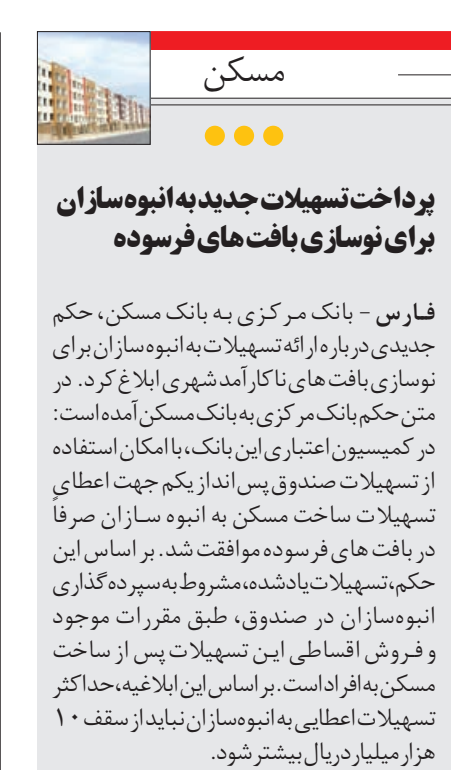 مسکن
پرداخت تسهیلات جدید به انبوه‌سازان
برای نوسازی بافت‌های فرسوده
فارس - بانک مرکزی به بانک مسکن، حکم
جدیدی درباره ارائه تسهیلات به انبوه‌سازان برای
نوسازی بافت‌های ناکارآمد شهری ابلاغ کرد. در
متن حکم بانک مرکزی به بانک مسکن آمده است:
در کمیسیون اعتباری این بانک، با امکان استفاده
از تسهیلات صندوق پس‌انداز یکم جهت اعطای
تسهیلات ساخت مسکن به انبوه سازان صرفاً
در بافت های فرسوده موافقت شد. بر اساس این
حکم، تسهیلات یادشده، مشروط به سپرده‌گذاری
انبوه‌سازان در صندوق، طبق مقررات موجود
و فروش اقساطی این تسهیلات پس از ساخت
مسکن به افراد است. بر اساس این ابلاغیه، حداکثر
تسهیلات اعطایی به انبوه‌سازان نباید از سقف ۱۰
هزار میلیارد ریال بیشتر شود.